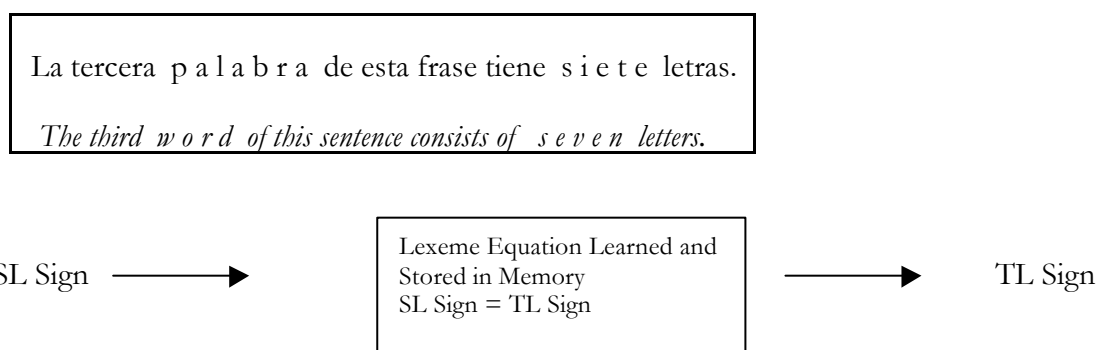 La tercera p a l a b r a de esta frase tiene s i e t e letras.
The third w o r d of this sentence consists of s e v e n letters.
SL Sign
Lexeme Equation Learned and
Stored in Memory
SL Sign = TL Sign
TL Sign